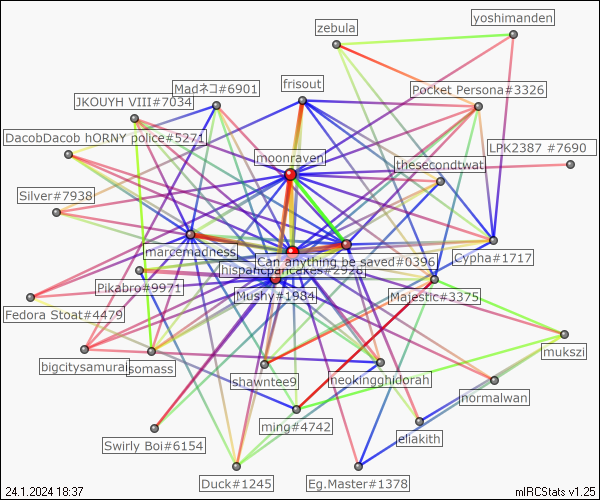 yoshimanden
zebula
frisout
Madネコ#6901
Pocket Persona#3326
JKOUYH VIII#7034
DacobDacob hORNY police#5271
LPK2387 #7690
moonraven
thesecondtwat
Silver#7938
marcemadness
Cypha#1717
Can anything be saved#0396
hispanicpancakes#2928
Pikabro#9971
Mushy#1984
Majestic#3375
Fedora Stoat#4479
mukszi
bigcitysamurai
somass
shawntee9
neokingghidorah
normalwan
ming#4742
eliakith
Swirly Boi#6154
Duck#1245
Eg.Master#1378
24.1.2024 18:37
mIRCStats v1.25